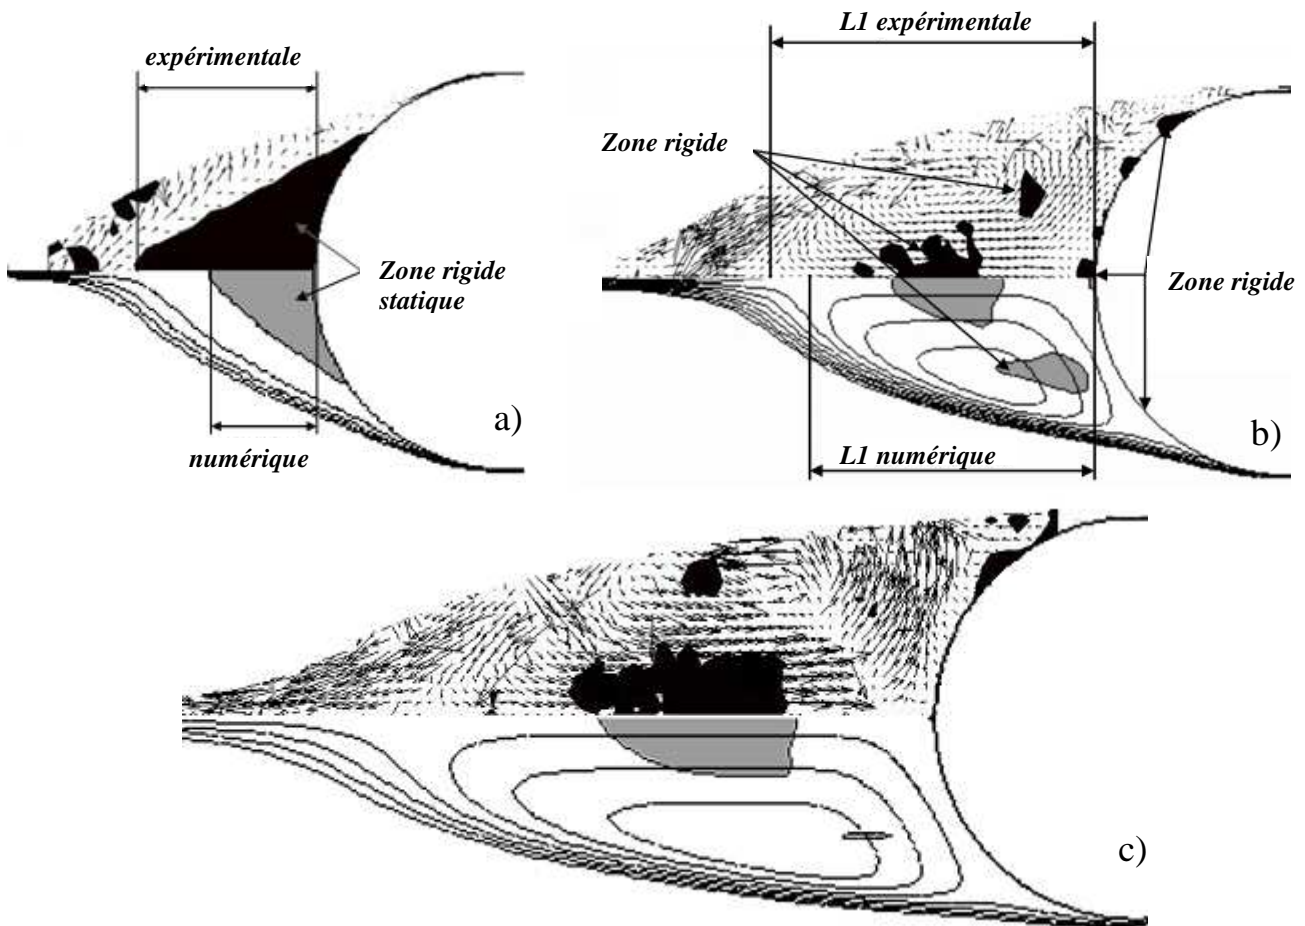 expérimentale
Zone rigide
statique
numérique
a)
L1 expérimentale
Zone rigide
Zone rigide
L1 numérique
b)
c)